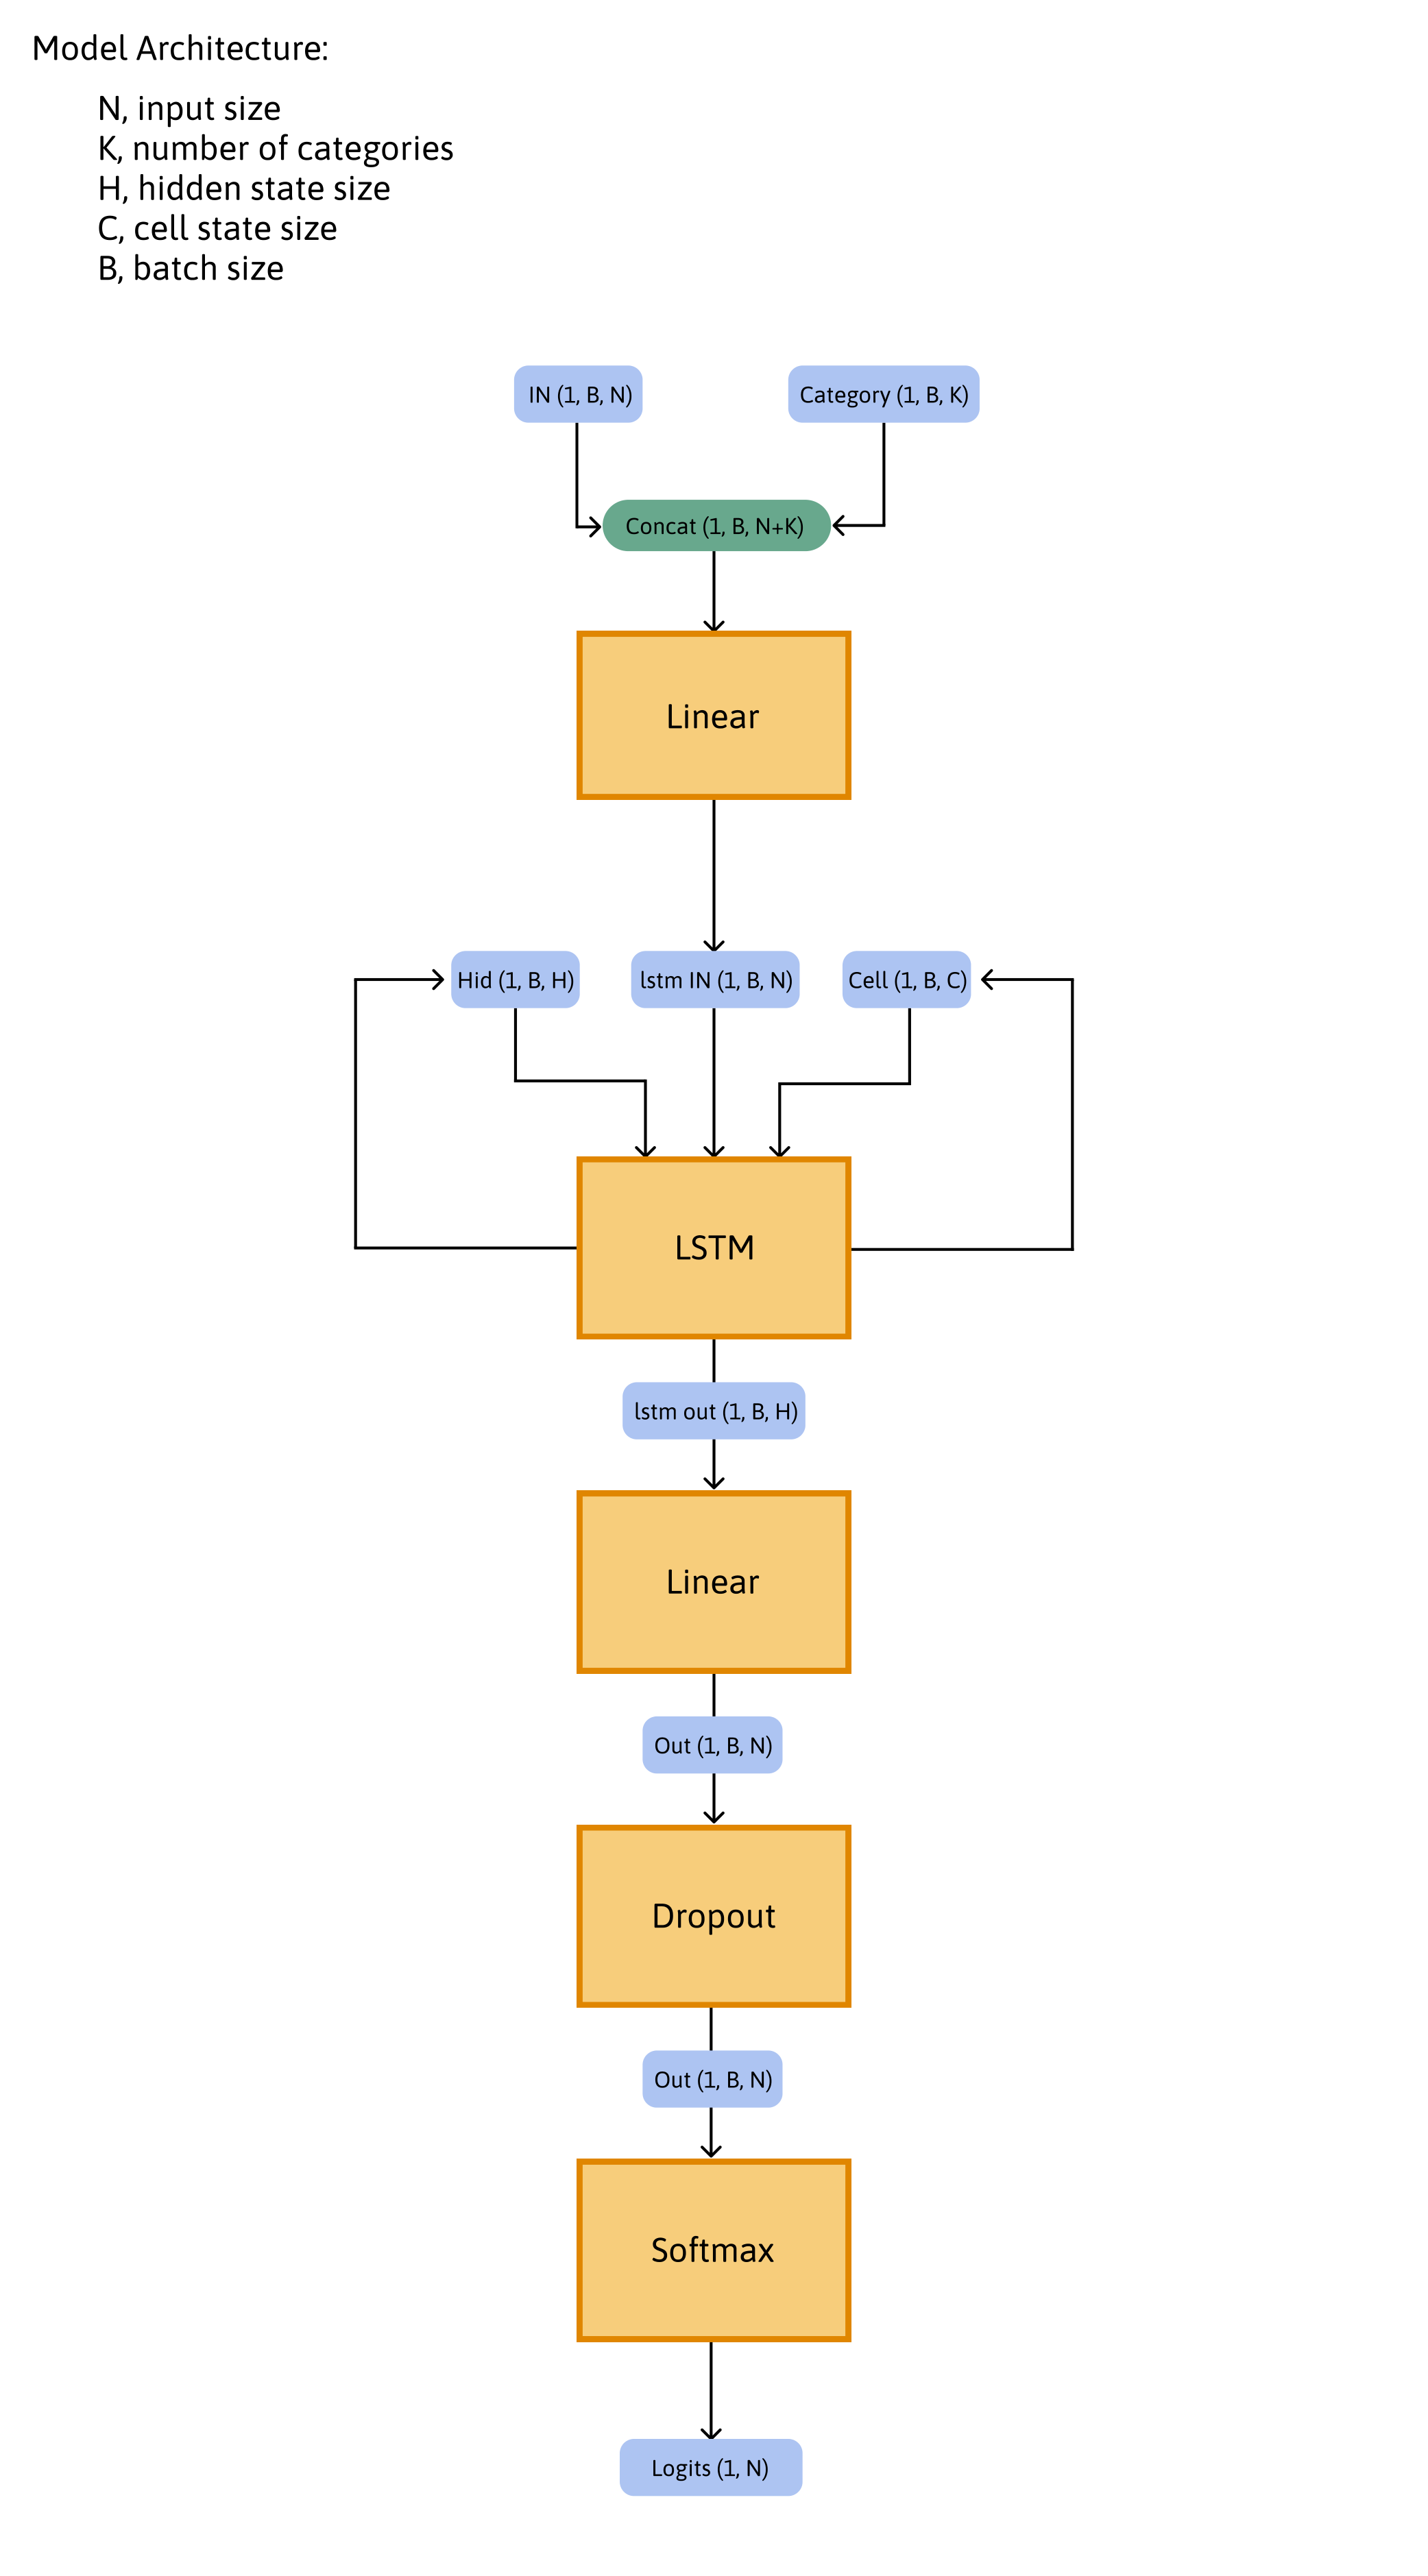 Model Architecture:
N, input size
K, number of categories
H, hidden state size
C, cell state size
B, batch size
IN (1, B, N)
Category (1, B, K)
Concat (1, B, N+K)
Linear
Hid (1, B, H)
lstm IN (1, B, N)
Cell (1, B, C)
LSTM
lstm out (1, B, H)
Linear
Out (1, B, N)
Dropout
Out (1, B, N)
Softmax
Logits (1, N)